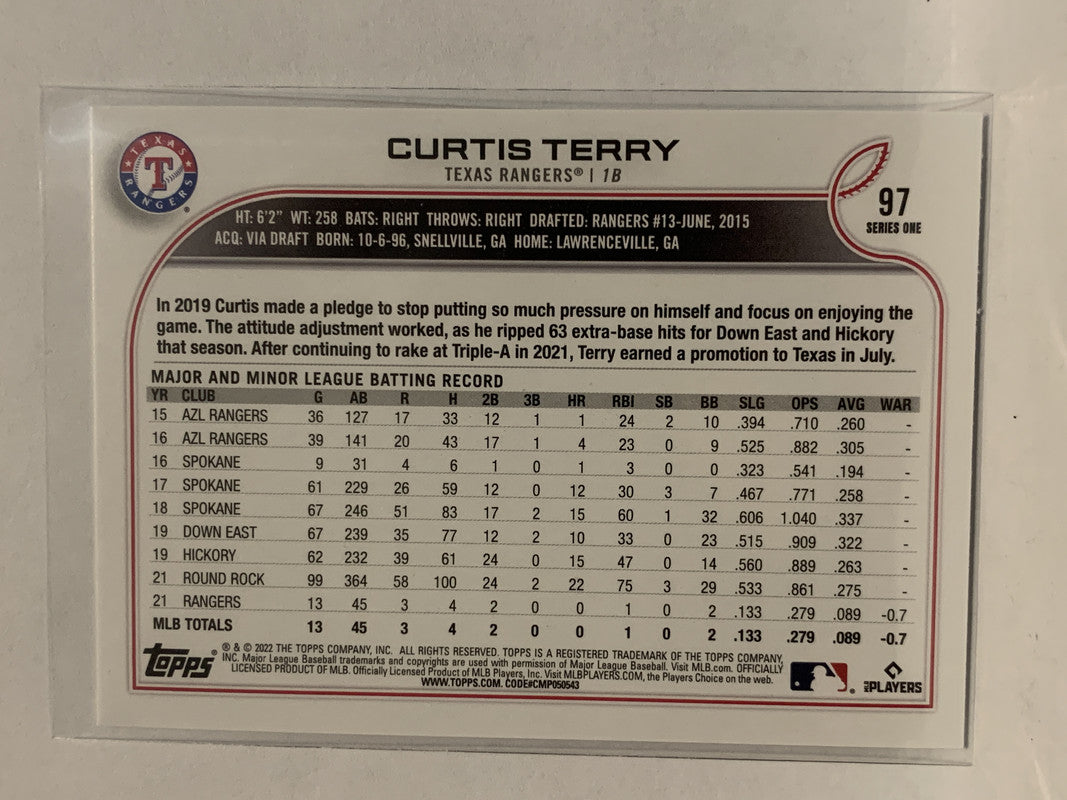 TEXAS
T
RANGERS®
CURTIS TERRY
TEXAS RANGERS® | 1B
97
SERIES ONE
HT: 6'2" WT: 258 BATS: RIGHT THROWS: RIGHT DRAFTED: RANGERS #13-JUNE, 2015
ACQ: VIA DRAFT BORN: 10-6-96, SNELLVILLE, GA HOME: LAWRENCEVILLE, GA
In 2019 Curtis made a pledge to stop putting so much pressure on himself and focus on enjoying the
game. The attitude adjustment worked, as he ripped 63 extra-base hits for Down East and Hickory
that season. After continuing to rake at Triple-A in 2021, Terry earned a promotion to Texas in July.
MAJOR AND MINOR LEAGUE BATTING RECORD
YR CLUB G AB R H 2B 3B HR RBI SB BB SLG OPS AVG WAR
15 AZL RANGERS 36 127 17 33 12 1 1 24 2 10 .394 .710 .260 -
16 AZL RANGERS 39 141 20 43 17 1 4 23 0 9 .525 .882 .305 -
16 SPOKANE 9 31 4 6 1 0 1 3 0 0 .323 .541 .194 -
17 SPOKANE 61 229 26 59 12 0 12 30 3 7 .467 .771 .258 -
18 SPOKANE 67 246 51 83 17 2 15 60 1 32 .606 1.040 .337 -
19 DOWN EAST 67 239 35 77 12 2 10 33 0 23 .515 .909 .322 -
19 HICKORY 62 232 39 61 24 0 15 47 0 14 .560 .889 .263 -
21 ROUND ROCK 99 364 58 100 24 2 22 75 3 29 .533 .861 .275 -
21 RANGERS 13 45 3 4 2 0 0 1 0 2 .133 .279 .089 -0.7
MLB TOTALS 13 45 3 4 2 0 0 1 0 2 .133 .279 .089 -0.7
Topps®
® & © 2022 THE TOPPS COMPANY, INC. ALL RIGHTS RESERVED. TOPPS IS A REGISTERED TRADEMARK OF THE TOPPS COMPANY,
INC. Major League Baseball trademarks and copyrights are used with permission of Major League Baseball. Visit MLB.com. OFFICIALLY
LICENSED PRODUCT OF MLB. Officially Licensed Product of MLB Players, Inc. Visit MLBPLAYERS.COM, the Players Choice on the web.
WWW.TOPPS.COM. CODE#CMP050543
MLB PLAYERS